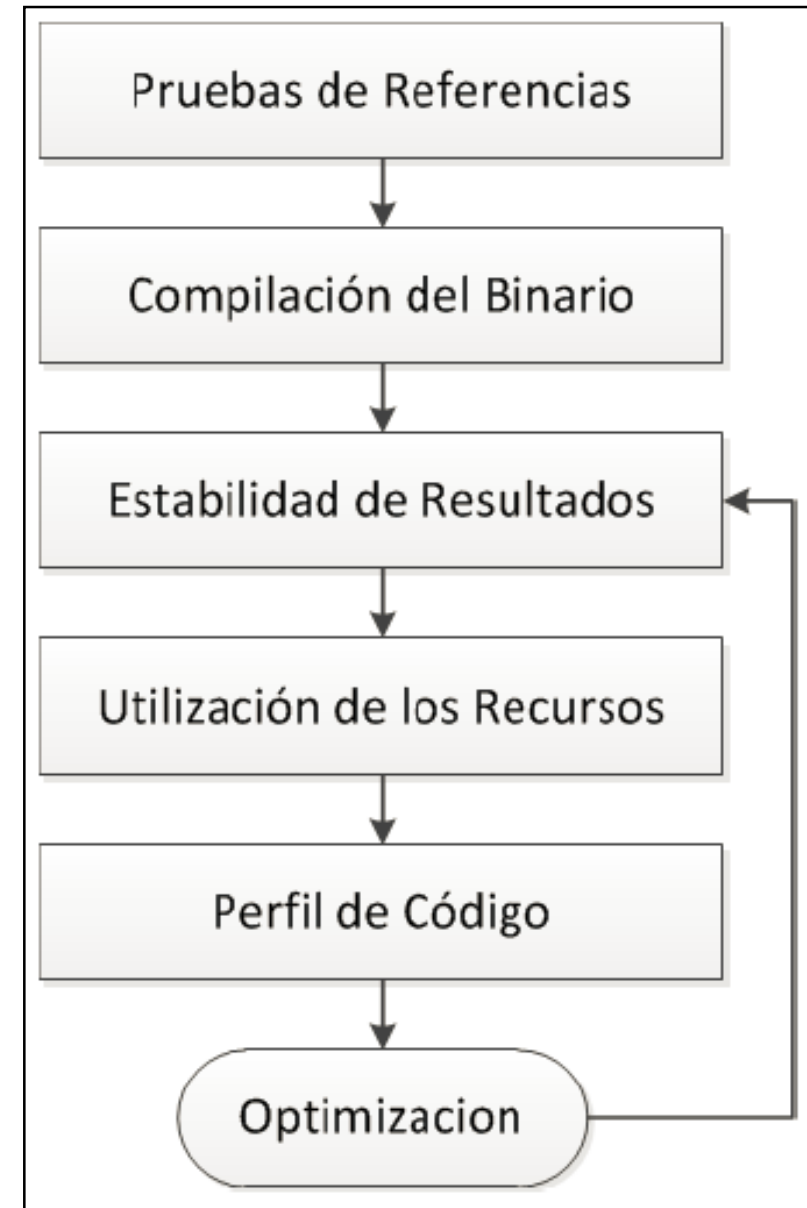 Pruebas de Referencias
Compilación del Binario
Estabilidad de Resultados
Utilización de los Recursos
Perfil de Código
Optimizacion